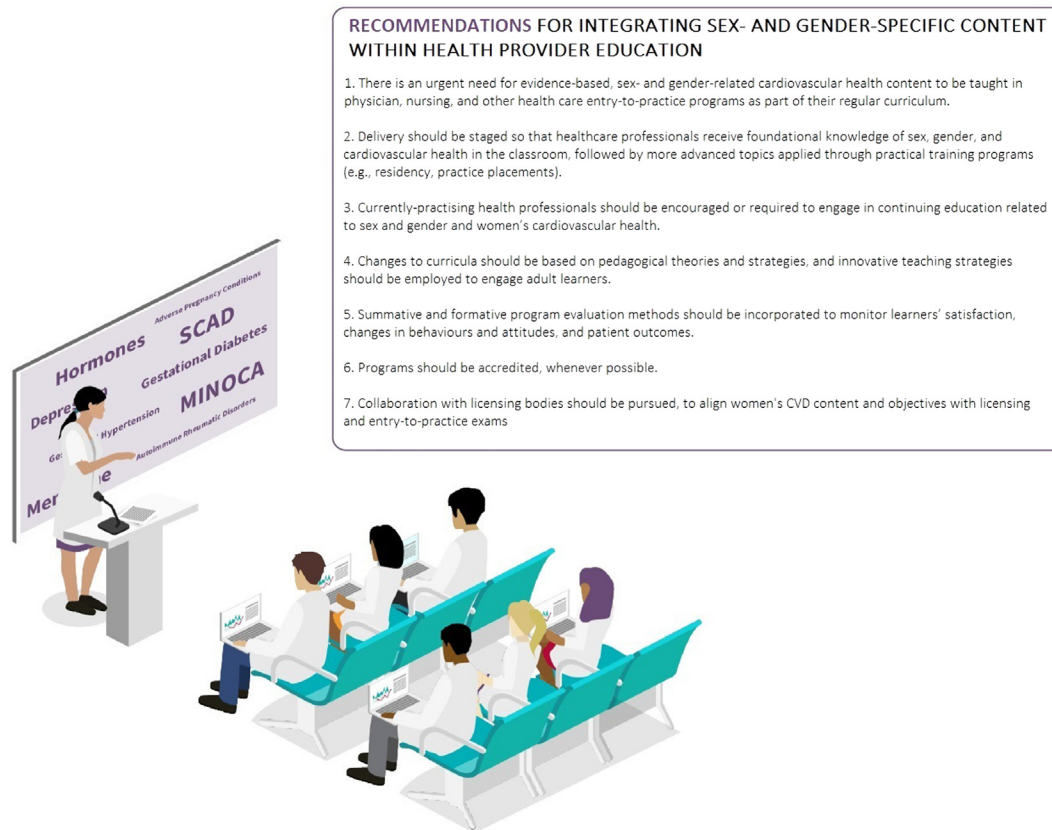 RECOMMENDATIONS FOR INTEGRATING SEX- AND GENDER-SPECIFIC CONTENT
WITHIN HEALTH PROVIDER EDUCATION
1. There is an urgent need for evidence-based, sex- and gender-related cardiovascular health content to be taught in
physician, nursing, and other health care entry-to-practice programs as part of their regular curriculum.
2. Delivery should be staged so that healthcare professionals receive foundational knowledge of sex, gender, and
cardiovascular health in the classroom, followed by more advanced topics applied through practical training programs
(e.g., residency, practice placements).
3. Currently-practising health professionals should be encouraged or required to engage in continuing education related
to sex and gender and women's cardiovascular health.
4. Changes to curricula should be based on pedagogical theories and strategies, and innovative teaching strategies
should be employed to engage adult learners.
5. Summative and formative program evaluation methods should be incorporated to monitor learners' satisfaction,
changes in behaviours and attitudes, and patient outcomes.
6. Programs should be accredited, whenever possible.
7. Collaboration with licensing bodies should be pursued, to align women's CVD content and objectives with licensing
and entry-to-practice exams
Adverse Pregnancy Conditions
Hormones
SCAD
Gestational Diabetes
Hypertension
MINOCA
Autoimmune Rheumatic Disorders